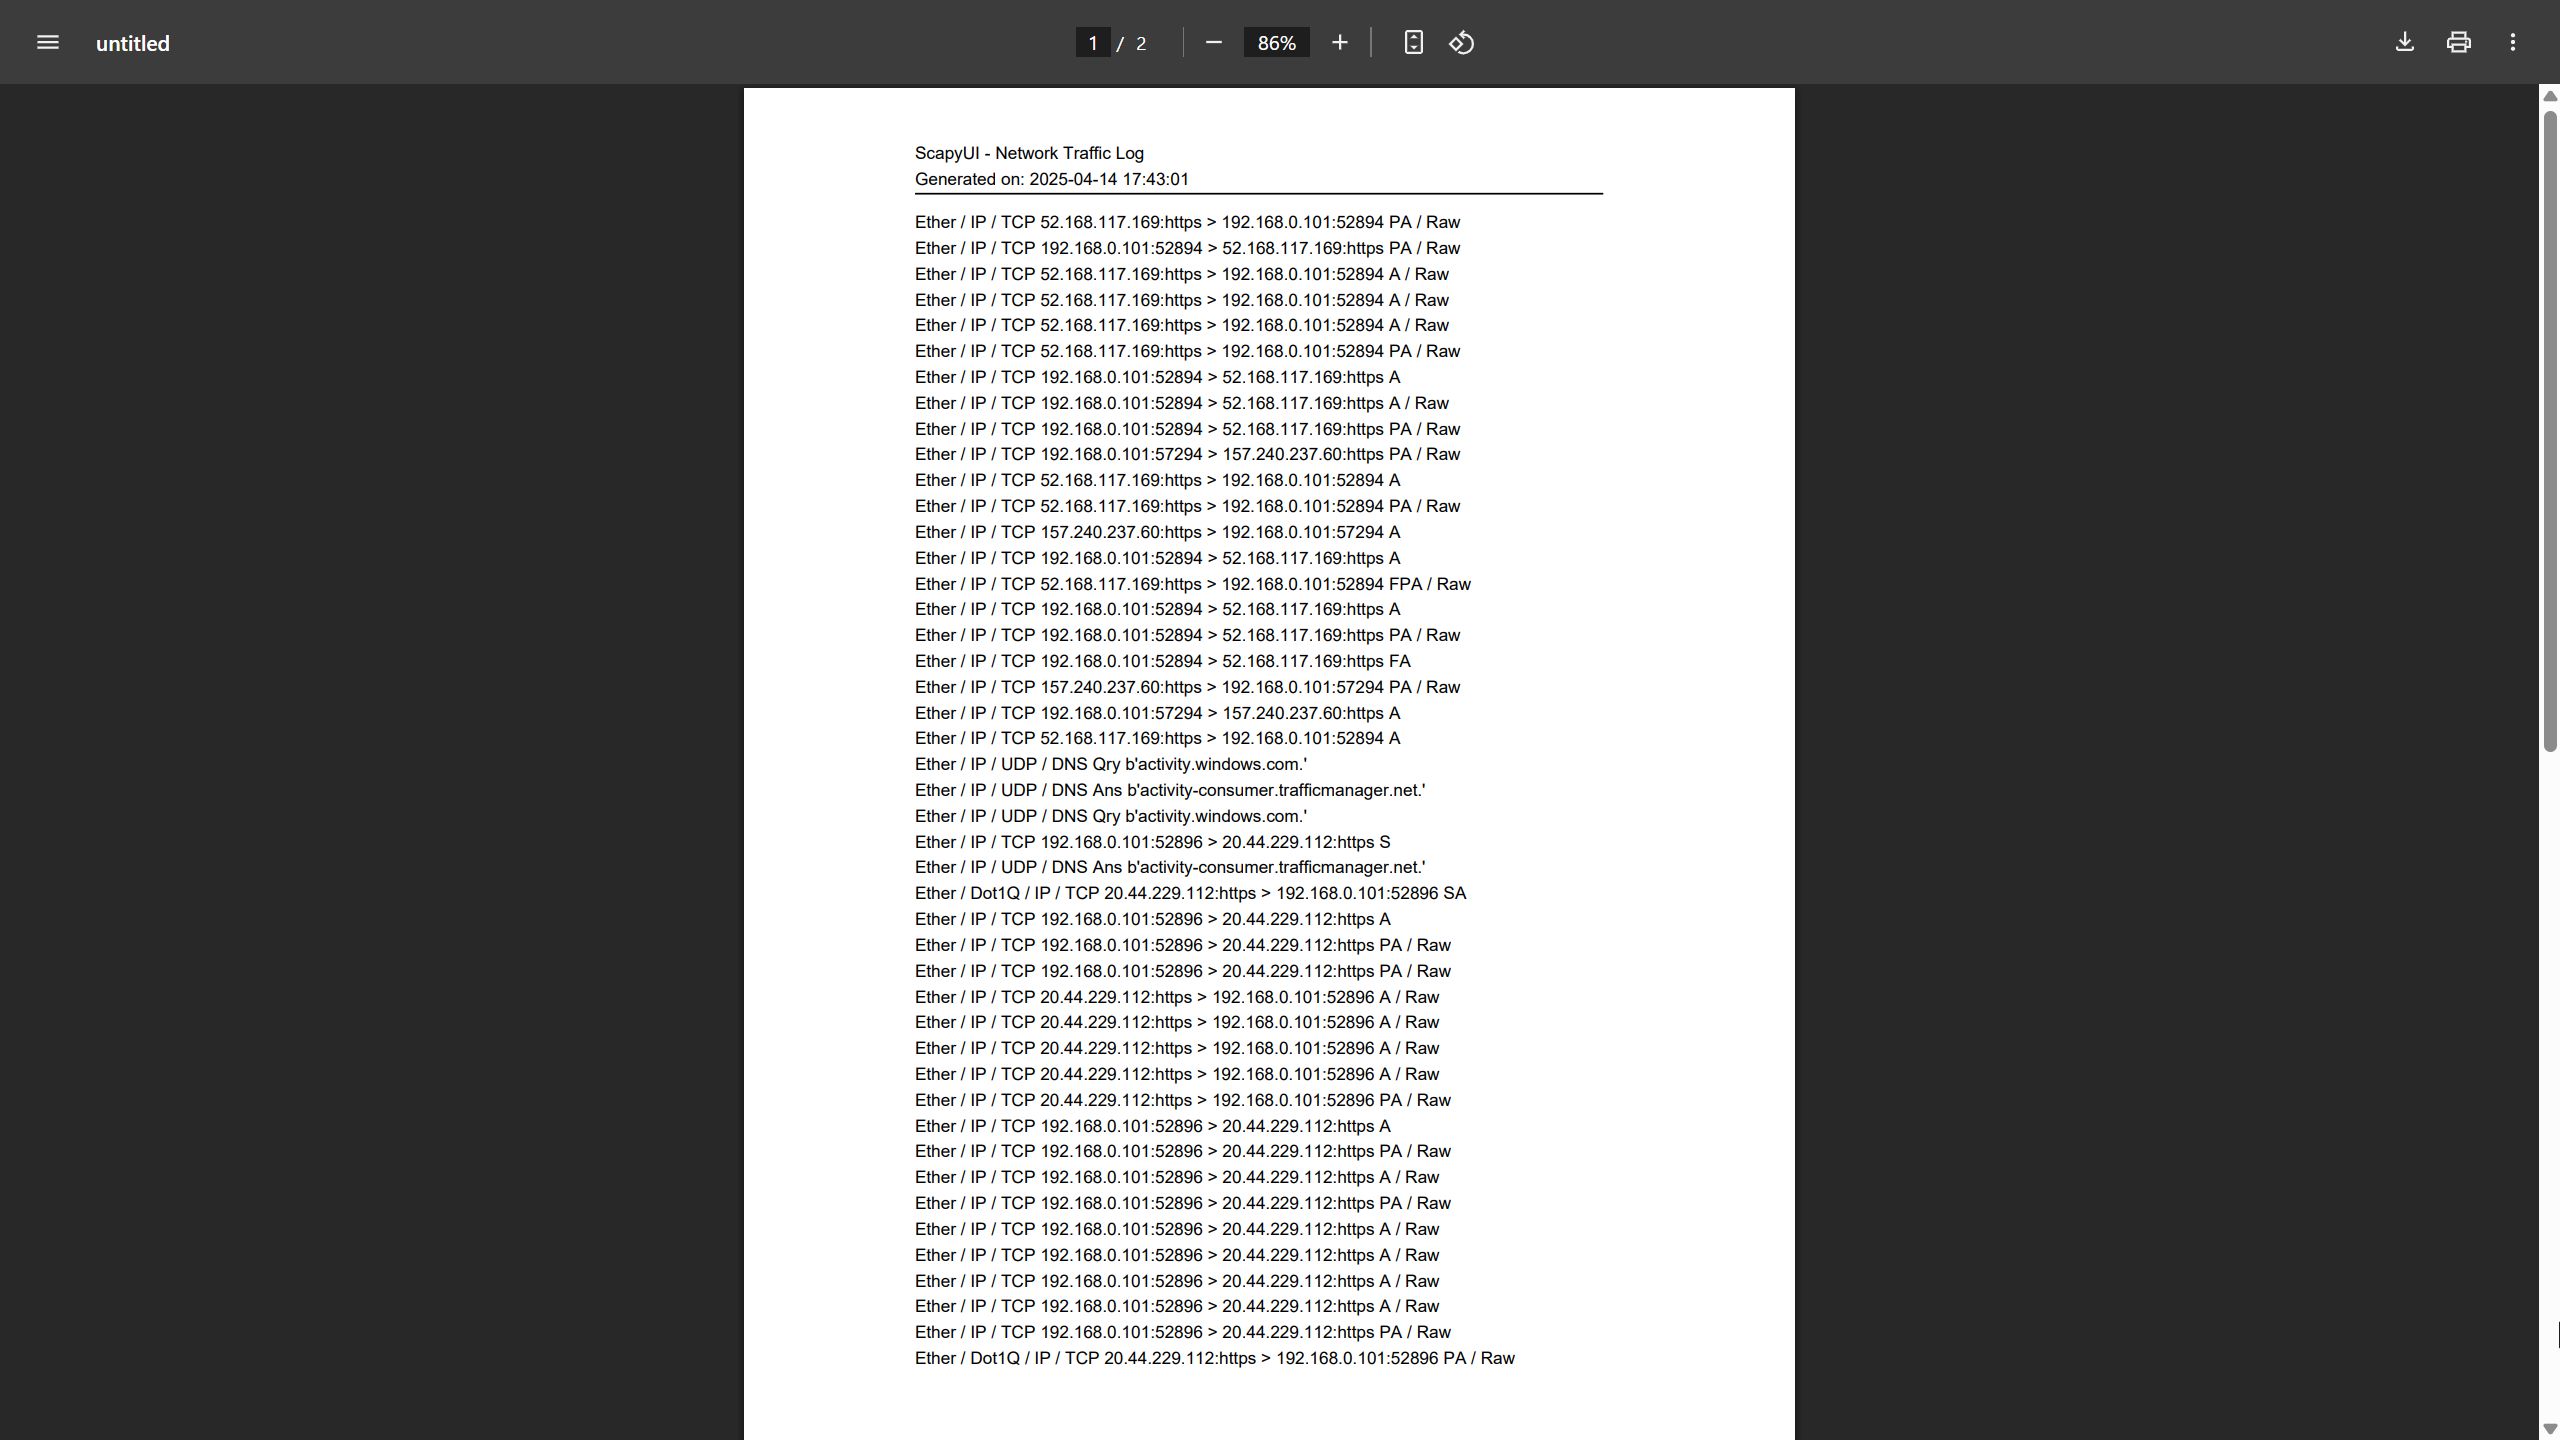 untitled
1 / 2
86%
ScapyUI - Network Traffic Log
Generated on: 2025-04-14 17:43:01
Ether / IP / TCP 52.168.117.169:https > 192.168.0.101:52894 PA / Raw
Ether / IP / TCP 192.168.0.101:52894 > 52.168.117.169:https PA / Raw
Ether / IP / TCP 52.168.117.169:https > 192.168.0.101:52894 A / Raw
Ether / IP / TCP 52.168.117.169:https > 192.168.0.101:52894 A / Raw
Ether / IP / TCP 52.168.117.169:https > 192.168.0.101:52894 A / Raw
Ether / IP / TCP 52.168.117.169:https > 192.168.0.101:52894 PA / Raw
Ether / IP / TCP 192.168.0.101:52894 > 52.168.117.169:https A
Ether / IP / TCP 192.168.0.101:52894 > 52.168.117.169:https A / Raw
Ether / IP / TCP 192.168.0.101:52894 > 52.168.117.169:https PA / Raw
Ether / IP / TCP 192.168.0.101:57294 > 157.240.237.60:https PA / Raw
Ether / IP / TCP 52.168.117.169:https > 192.168.0.101:52894 A
Ether / IP / TCP 52.168.117.169:https > 192.168.0.101:52894 PA / Raw
Ether / IP / TCP 157.240.237.60:https > 192.168.0.101:57294 A
Ether / IP / TCP 192.168.0.101:52894 > 52.168.117.169:https A
Ether / IP / TCP 52.168.117.169:https > 192.168.0.101:52894 FPA / Raw
Ether / IP / TCP 192.168.0.101:52894 > 52.168.117.169:https A
Ether / IP / TCP 192.168.0.101:52894 > 52.168.117.169:https PA / Raw
Ether / IP / TCP 192.168.0.101:52894 > 52.168.117.169:https FA
Ether / IP / TCP 157.240.237.60:https > 192.168.0.101:57294 PA / Raw
Ether / IP / TCP 192.168.0.101:57294 > 157.240.237.60:https A
Ether / IP / TCP 52.168.117.169:https > 192.168.0.101:52894 A
Ether / IP / UDP / DNS Qry b'activity.windows.com.'
Ether / IP / UDP / DNS Ans b'activity-consumer.trafficmanager.net.'
Ether / IP / UDP / DNS Qry b'activity.windows.com.'
Ether / IP / TCP 192.168.0.101:52896 > 20.44.229.112:https S
Ether / IP / UDP / DNS Ans b'activity-consumer.trafficmanager.net.'
Ether / Dot1Q / IP / TCP 20.44.229.112:https > 192.168.0.101:52896 SA
Ether / IP / TCP 192.168.0.101:52896 > 20.44.229.112:https A
Ether / IP / TCP 192.168.0.101:52896 > 20.44.229.112:https PA / Raw
Ether / IP / TCP 192.168.0.101:52896 > 20.44.229.112:https PA / Raw
Ether / IP / TCP 20.44.229.112:https > 192.168.0.101:52896 A / Raw
Ether / IP / TCP 20.44.229.112:https > 192.168.0.101:52896 A / Raw
Ether / IP / TCP 20.44.229.112:https > 192.168.0.101:52896 A / Raw
Ether / IP / TCP 20.44.229.112:https > 192.168.0.101:52896 A / Raw
Ether / IP / TCP 20.44.229.112:https > 192.168.0.101:52896 PA / Raw
Ether / IP / TCP 192.168.0.101:52896 > 20.44.229.112:https A
Ether / IP / TCP 192.168.0.101:52896 > 20.44.229.112:https PA / Raw
Ether / IP / TCP 192.168.0.101:52896 > 20.44.229.112:https A / Raw
Ether / IP / TCP 192.168.0.101:52896 > 20.44.229.112:https PA / Raw
Ether / IP / TCP 192.168.0.101:52896 > 20.44.229.112:https A / Raw
Ether / IP / TCP 192.168.0.101:52896 > 20.44.229.112:https A / Raw
Ether / IP / TCP 192.168.0.101:52896 > 20.44.229.112:https A / Raw
Ether / IP / TCP 192.168.0.101:52896 > 20.44.229.112:https A / Raw
Ether / IP / TCP 192.168.0.101:52896 > 20.44.229.112:https PA / Raw
Ether / Dot1Q / IP / TCP 20.44.229.112:https > 192.168.0.101:52896 PA / Raw